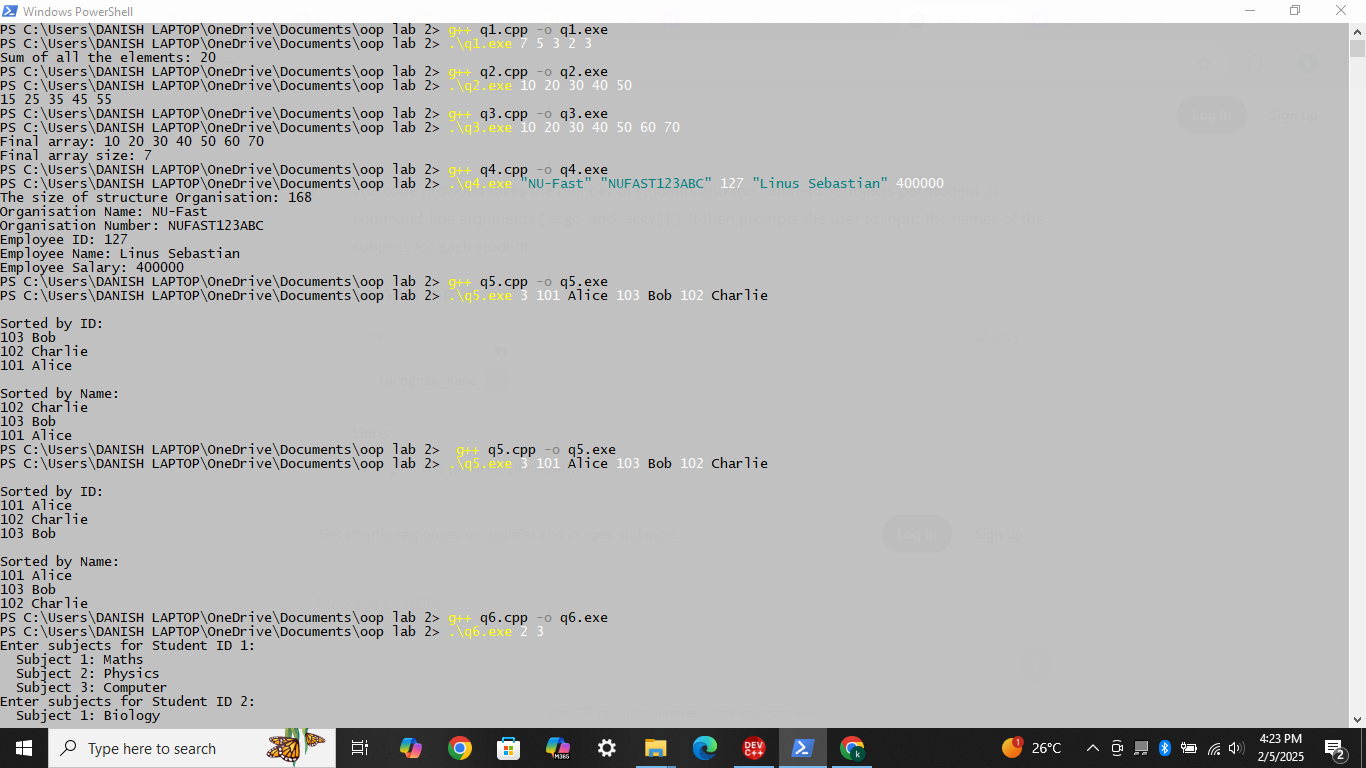 Windows PowerShell
PS C:\Users\DANISH LAPTOP\OneDrive\Documents\oop lab 2> g++ q1.cpp -o q1.exe
PS C:\Users\DANISH LAPTOP\OneDrive\Documents\oop lab 2> .\q1.exe 7 5 3 2 3
Sum of all the elements: 20
PS C:\Users\DANISH LAPTOP\OneDrive\Documents\oop lab 2> g++ q2.cpp -o q2.exe
PS C:\Users\DANISH LAPTOP\OneDrive\Documents\oop lab 2> .\q2.exe 10 20 30 40 50
15 25 35 45 55
PS C:\Users\DANISH LAPTOP\OneDrive\Documents\oop lab 2> g++ q3.cpp -o q3.exe
PS C:\Users\DANISH LAPTOP\OneDrive\Documents\oop lab 2> .\q3.exe 10 20 30 40 50 60 70
Final array: 10 20 30 40 50 60 70
Final array size: 7
PS C:\Users\DANISH LAPTOP\OneDrive\Documents\oop lab 2> g++ q4.cpp -o q4.exe
PS C:\Users\DANISH LAPTOP\OneDrive\Documents\oop lab 2> .\q4.exe "NU-Fast" "NUFAST123ABC" 127 "Linus Sebastian" 400000
The size of structure Organisation: 168
Organisation Name: NU-Fast
Organisation Number: NUFAST123ABC
Employee ID: 127
Employee Name: Linus Sebastian
Employee Salary: 400000
PS C:\Users\DANISH LAPTOP\OneDrive\Documents\oop lab 2> g++ q5.cpp -o q5.exe
PS C:\Users\DANISH LAPTOP\OneDrive\Documents\oop lab 2> .\q5.exe 3 101 Alice 103 Bob 102 Charlie
Sorted by ID:
103 Bob
102 Charlie
101 Alice
Sorted by Name:
102 Charlie
103 Bob
101 Alice
PS C:\Users\DANISH LAPTOP\OneDrive\Documents\oop lab 2>  g++ q5.cpp -o q5.exe
PS C:\Users\DANISH LAPTOP\OneDrive\Documents\oop lab 2> .\q5.exe 3 101 Alice 103 Bob 102 Charlie
Sorted by ID:
101 Alice
102 Charlie
103 Bob
Sorted by Name:
101 Alice
103 Bob
102 Charlie
PS C:\Users\DANISH LAPTOP\OneDrive\Documents\oop lab 2> g++ q6.cpp -o q6.exe
PS C:\Users\DANISH LAPTOP\OneDrive\Documents\oop lab 2> .\q6.exe 2 3
Enter subjects for Student ID 1:
Subject 1: Maths
Subject 2: Physics
Subject 3: Computer
Enter subjects for Student ID 2:
Subject 1: Biology
Log in
Sign up
Log in
Sign up
Type here to search
M365
DEV C++
k
1
26°C
4:23 PM
2/5/2025
2